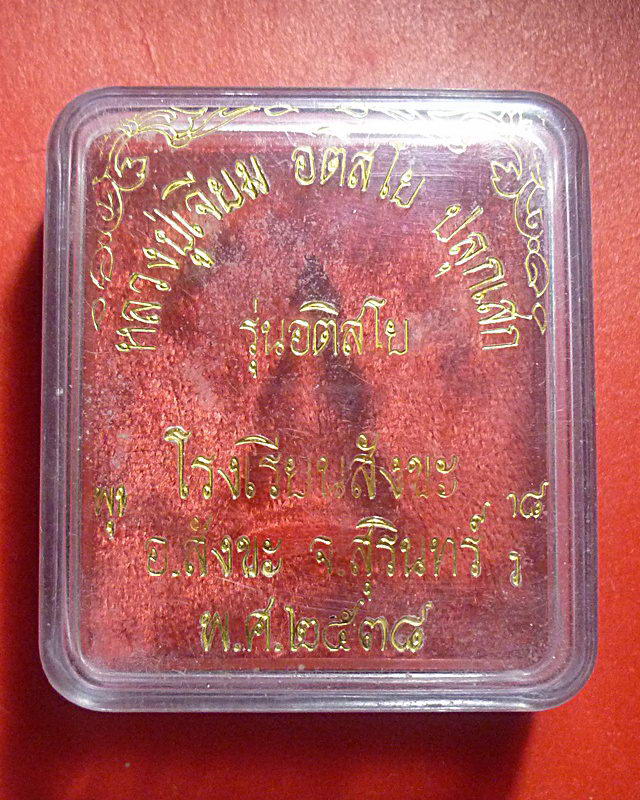 หลวงปู่เจียม อติสโย ปลุกเสก
รุ่นอติสโย
โรงเรียนสังขะ
อ.สังขะ จ.สุรินทร์
พ.ศ.๒๕๓๘